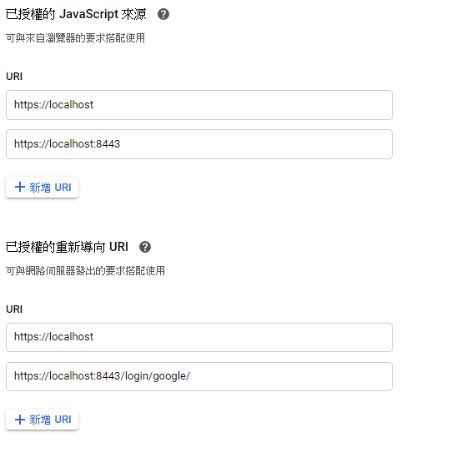 已授權的 JavaScript 來源
可與來自瀏覽器的要求搭配使用
URI
https://localhost
https://localhost:8443
+ 新增 URI
已授權的重新導向 URI
可與網路伺服器發出的要求搭配使用
URI
https://localhost
https://localhost:8443/login/google/
+ 新增 URI